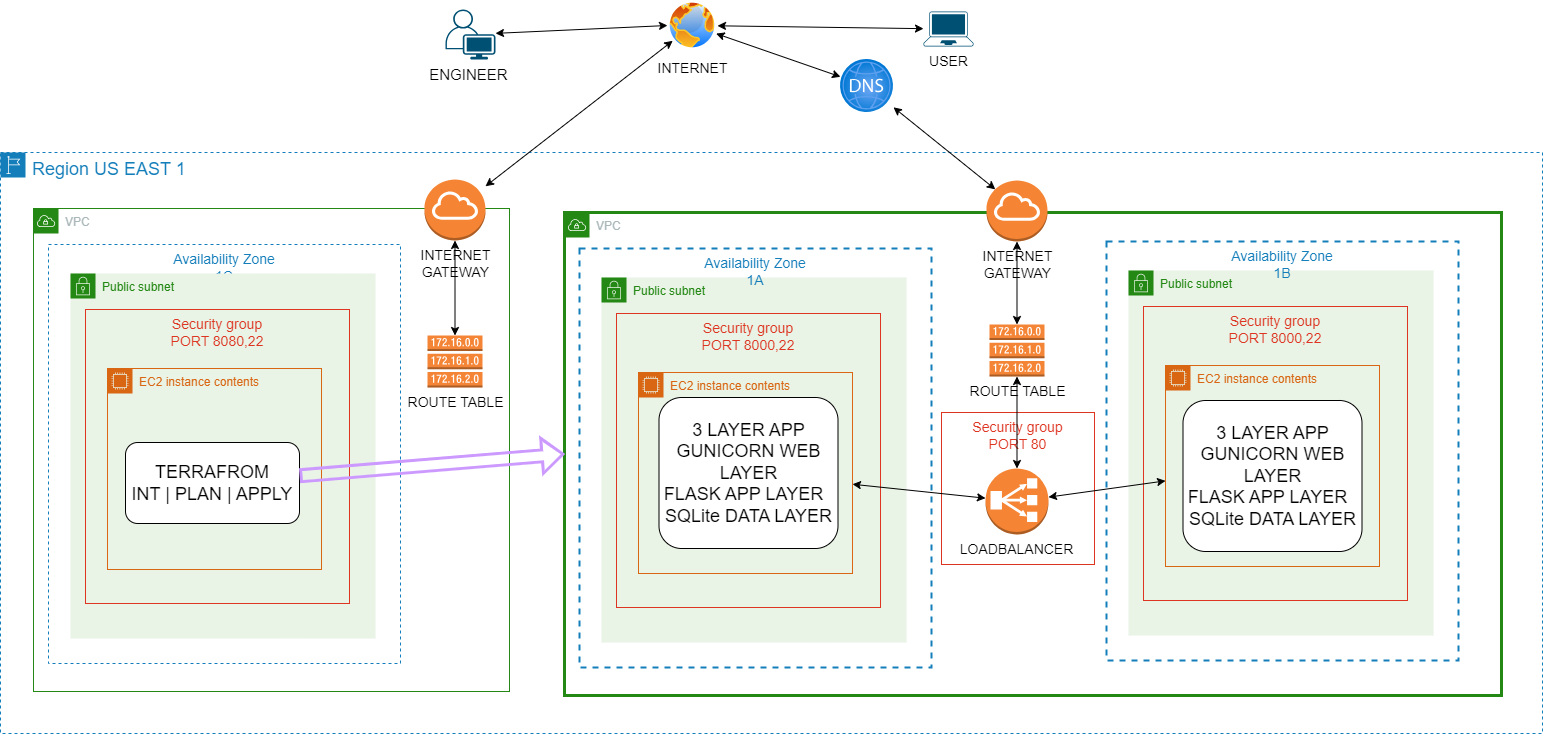 ENGINEER
INTERNET
USER
DNS
Region US EAST 1
VPC
INTERNET
GATEWAY
Availability Zone
Public subnet
Security group
PORT 8080,22
EC2 instance contents
TERRAFROM
INT | PLAN | APPLY
172.16.0.0
172.16.1.0
172.16.2.0
ROUTE TABLE
VPC
INTERNET
GATEWAY
Availability Zone
1A
Public subnet
Security group
PORT 8000,22
EC2 instance contents
3 LAYER APP
GUNICORN WEB
LAYER
FLASK APP LAYER
SQLite DATA LAYER
172.16.0.0
172.16.1.0
172.16.2.0
ROUTE TABLE
Security group
PORT 80
LOADBALANCER
Availability Zone
1B
Public subnet
Security group
PORT 8000,22
EC2 instance contents
3 LAYER APP
GUNICORN WEB
LAYER
FLASK APP LAYER
SQLite DATA LAYER